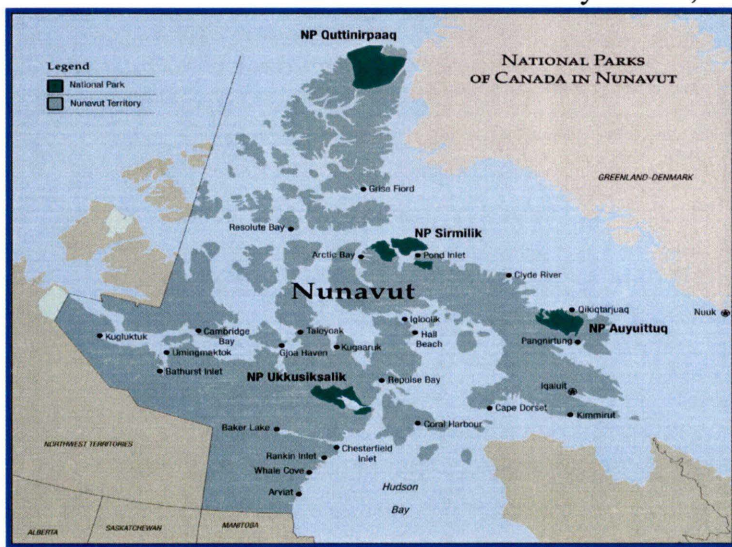 NP Quttinirpaaq
NATIONAL PARKS
OF CANADA IN NUNAVUT
Legend
National Park
Nunavut Territory
GREENLAND-DENMARK
Grise Fiord
Resolute Bay
NP Sirmilik
Arctic Bay
Pond Inlet
Clyde River
Nunavut
Qikiqtarjuaq
Nuuk
Igloolik
NP Auyuittuq
Kugluktuk
Cambridge
Bay
Taloyoak
Hall
Beach
Pangnirtung
Umingmaktok
Gjoa Haven
Kugaaruk
Bathurst Inlet
NP Ukkusiksalik
Repulse Bay
Iqaluit
Cape Dorset
Kimmirut
Baker Lake
Coral Harbour
NORTHWEST TERRITORIES
Chesterfield
Inlet
Rankin Inlet
Whale Cove
Hudson
Bay
Arviat
ALBERTA
SASKATCHEWAN
MANITOBA